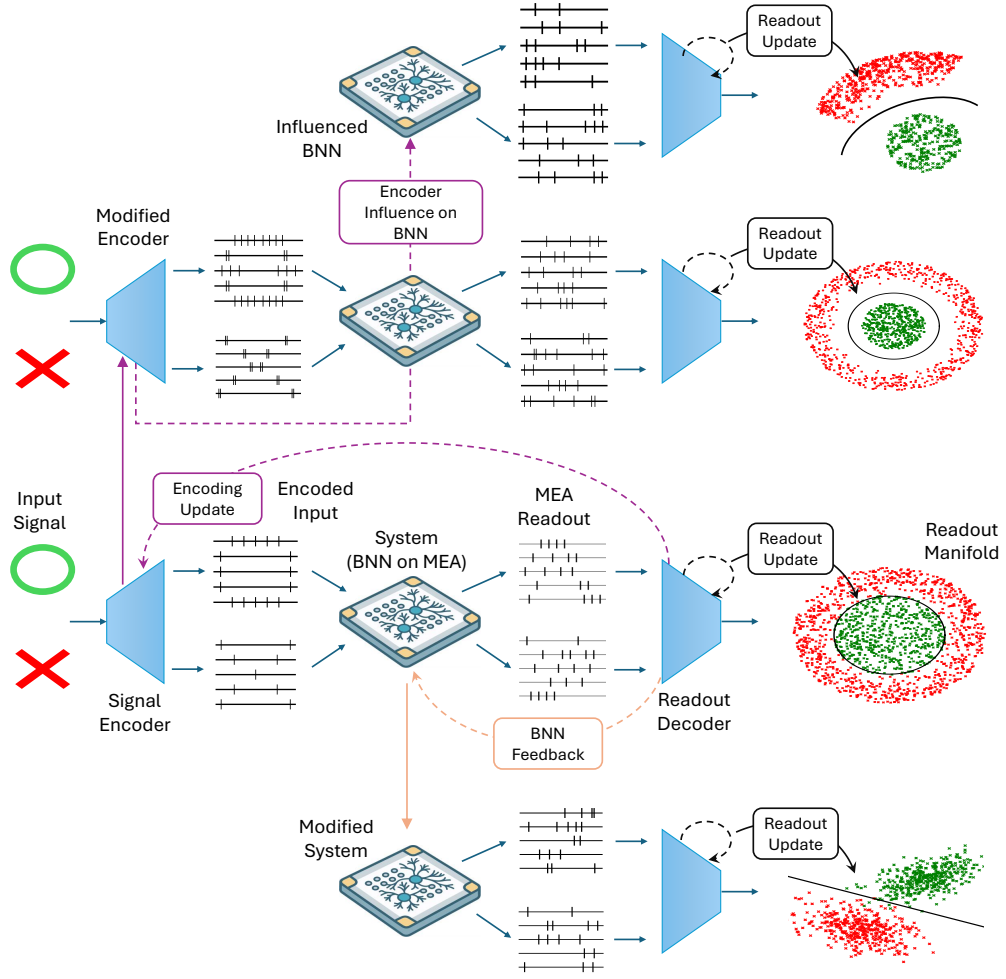 Readout
Update
Influenced
BNN
Encoder
Influence on
BNN
Modified
Encoder
Readout
Update
Input
Signal
Encoding
Update
Encoded
Input
System
(BNN on MEA)
MEA
Readout
Readout
Update
Readout
Manifold
Signal
Encoder
BNN
Feedback
Readout
Decoder
Modified
System
Readout
Update